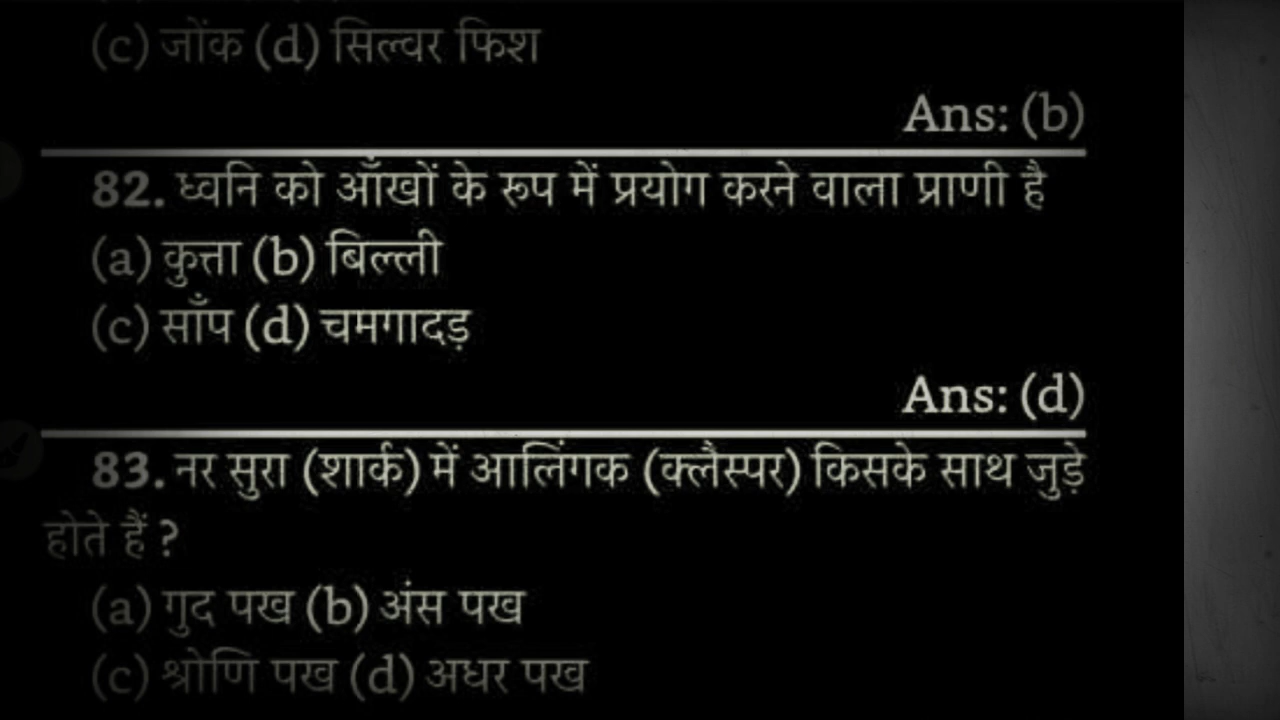 (c) जोंक (d) सिल्वर फिश
Ans: (b)
82. ध्वनि को आँखों के रूप में प्रयोग करने वाला प्राणी है
(a) कुत्ता (b) बिल्ली
(c) साँप (d) चमगादड़
Ans: (d)
83. नर सुरा (शार्क) में आलिंगक (क्लैस्पर) किसके साथ जुड़े
होते हैं ?
(a) गुद पख (b) अंस पख
(c) श्रोणि पख (d) अधर पख